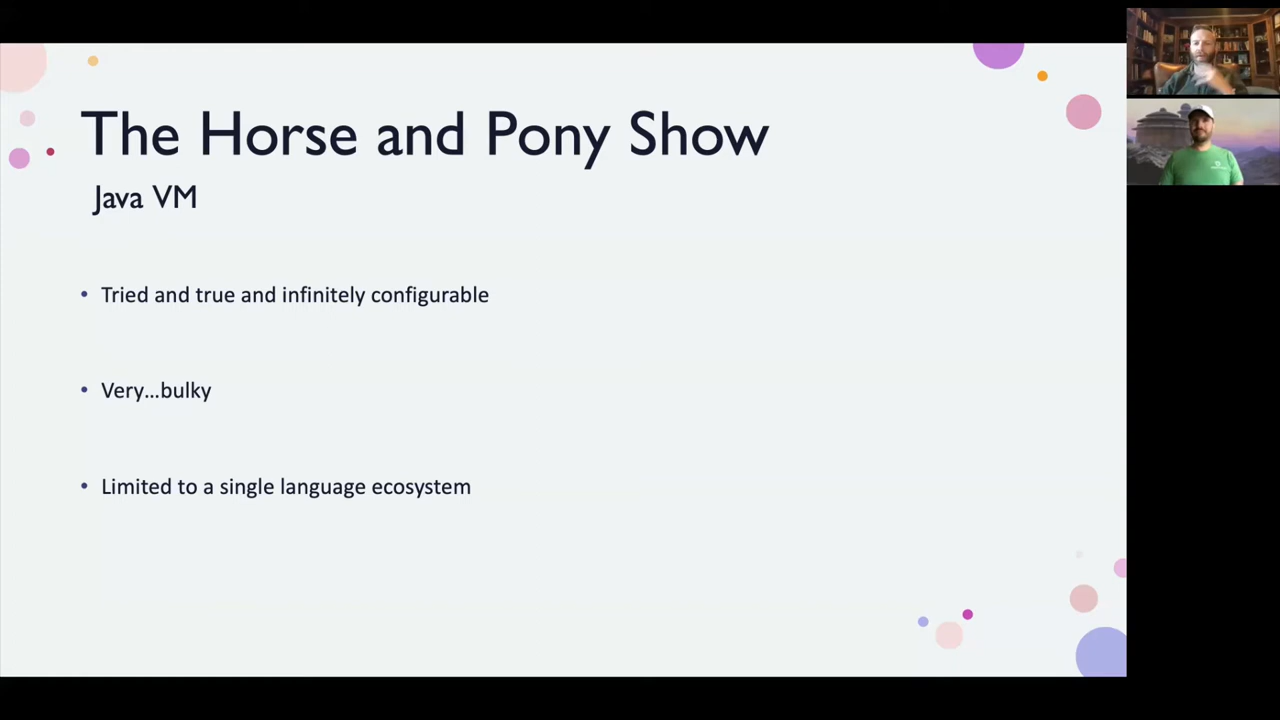 The Horse and Pony Show
Java VM
• Tried and true and infinitely configurable
• Very...bulky
• Limited to a single language ecosystem